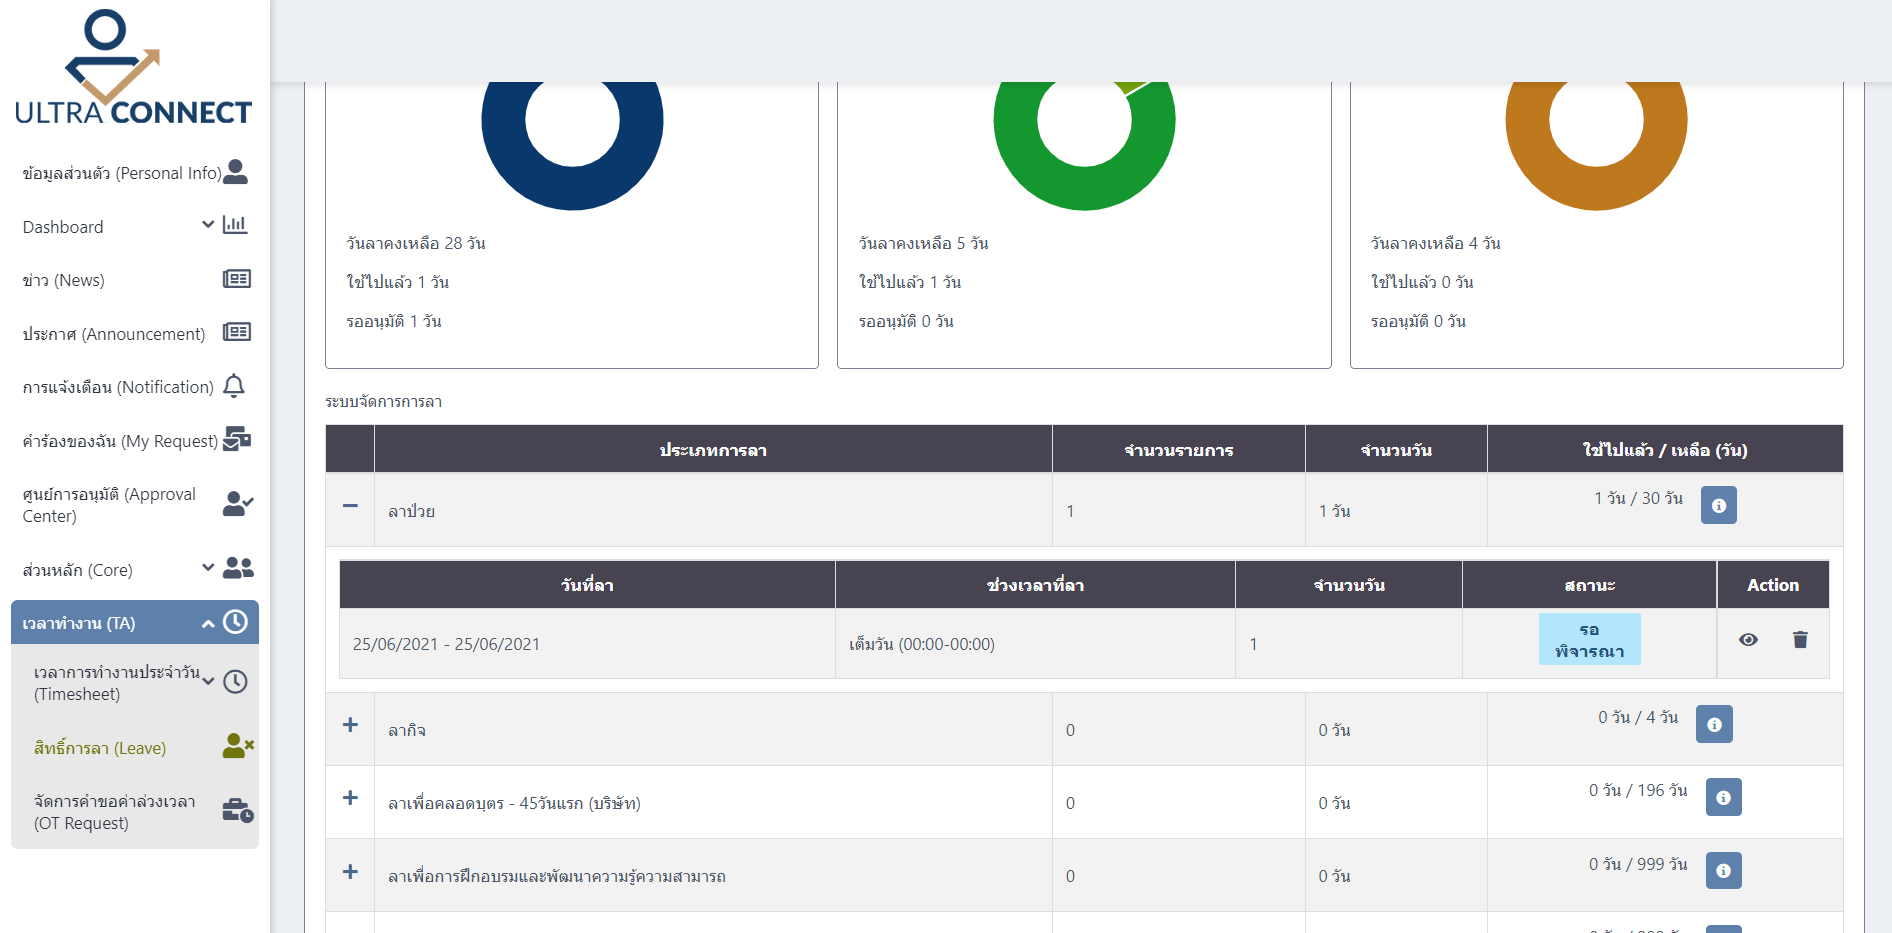 ULTRA CONNECT
ข้อมูลส่วนตัว (Personal Info)
Dashboard
ข่าว (News)
ประกาศ (Announcement)
การแจ้งเตือน (Notification)
คำร้องของฉัน (My Request)
ศูนย์การอนุมัติ (Approval
Center)
ส่วนหลัก (Core)
เวลาทำงาน (TA)
เวลาการทำงานประจำวัน
(Timesheet)
สิทธิ์การลา (Leave)
จัดการคำขอค่าล่วงเวลา
(OT Request)
วันลาคงเหลือ 28 วัน
ใช้ไปแล้ว 1 วัน
รออนุมัติ 1 วัน
วันลาคงเหลือ 5 วัน
ใช้ไปแล้ว 1 วัน
รออนุมัติ 0 วัน
วันลาคงเหลือ 4 วัน
ใช้ไปแล้ว 0 วัน
รออนุมัติ 0 วัน
ระบบจัดการการลา
ประเภทการลา จำนวนรายการ จำนวนวัน ใช้ไปแล้ว / เหลือ (วัน)
ลาป่วย 1 1 วัน 1 วัน / 30 วัน
วันที่ลา ช่วงเวลาที่ลา จำนวนวัน สถานะ Action
25/06/2021 - 25/06/2021 เต็มวัน (00:00-00:00) 1 รอ
พิจารณา
ลากิจ 0 0 วัน 0 วัน / 4 วัน
ลาเพื่อคลอดบุตร - 45วันแรก (บริษัท) 0 0 วัน 0 วัน / 196 วัน
ลาเพื่อการฝึกอบรมและพัฒนาความรู้ความสามารถ 0 0 วัน 0 วัน / 999 วัน